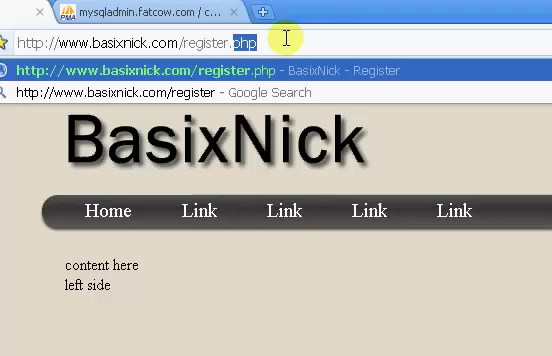 PMA mysqladmin.fatcow.com / c...
http://www.basixnick.com/register.php
http://www.basixnick.com/register.php - BasixNick - Register
http://www.basixnick.com/register - Google Search
BasixNick
Home Link Link Link Link
content here
left side